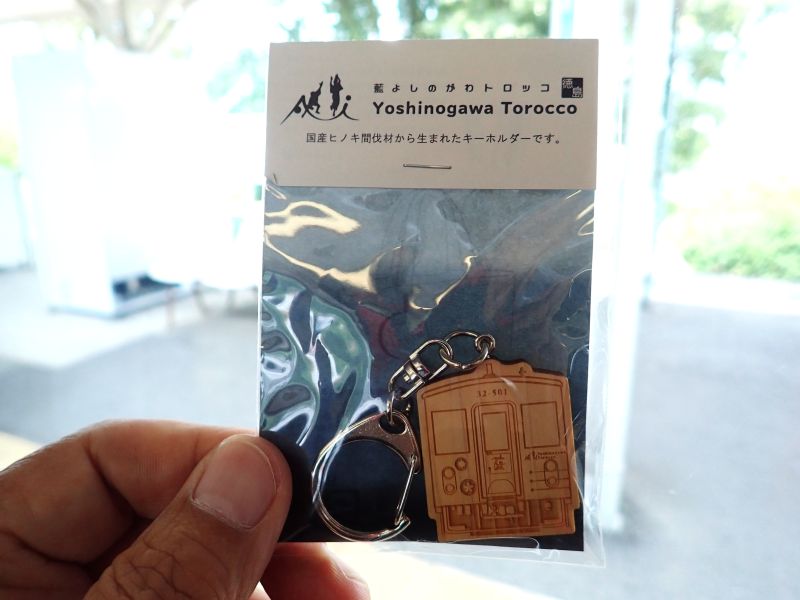 藍よしのがわトロッコ
徳島
Yoshinogawa Torocco
国産ヒノキ間伐材から生まれたキーホルダーです。
32-501
藍